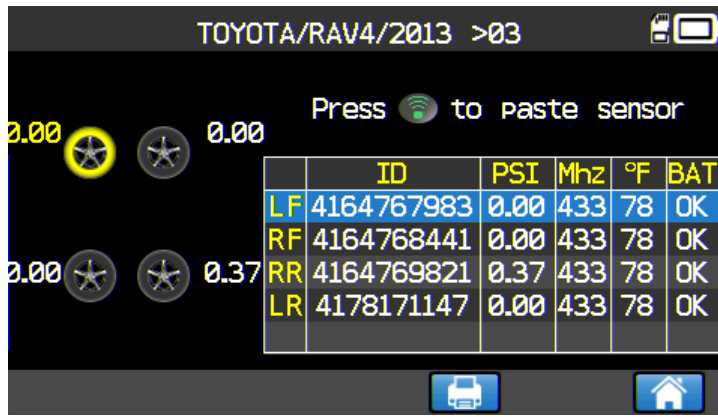 TOYOTA/RAV4/2013 >03
Press to paste sensor
0.00 0.00
ID PSI Mhz °F BAT
LF 4164767983 0.00 433 78 OK
RF 4164768441 0.00 433 78 OK
0.00 0.37
RR 4164769821 0.37 433 78 OK
LR 4178171147 0.00 433 78 OK